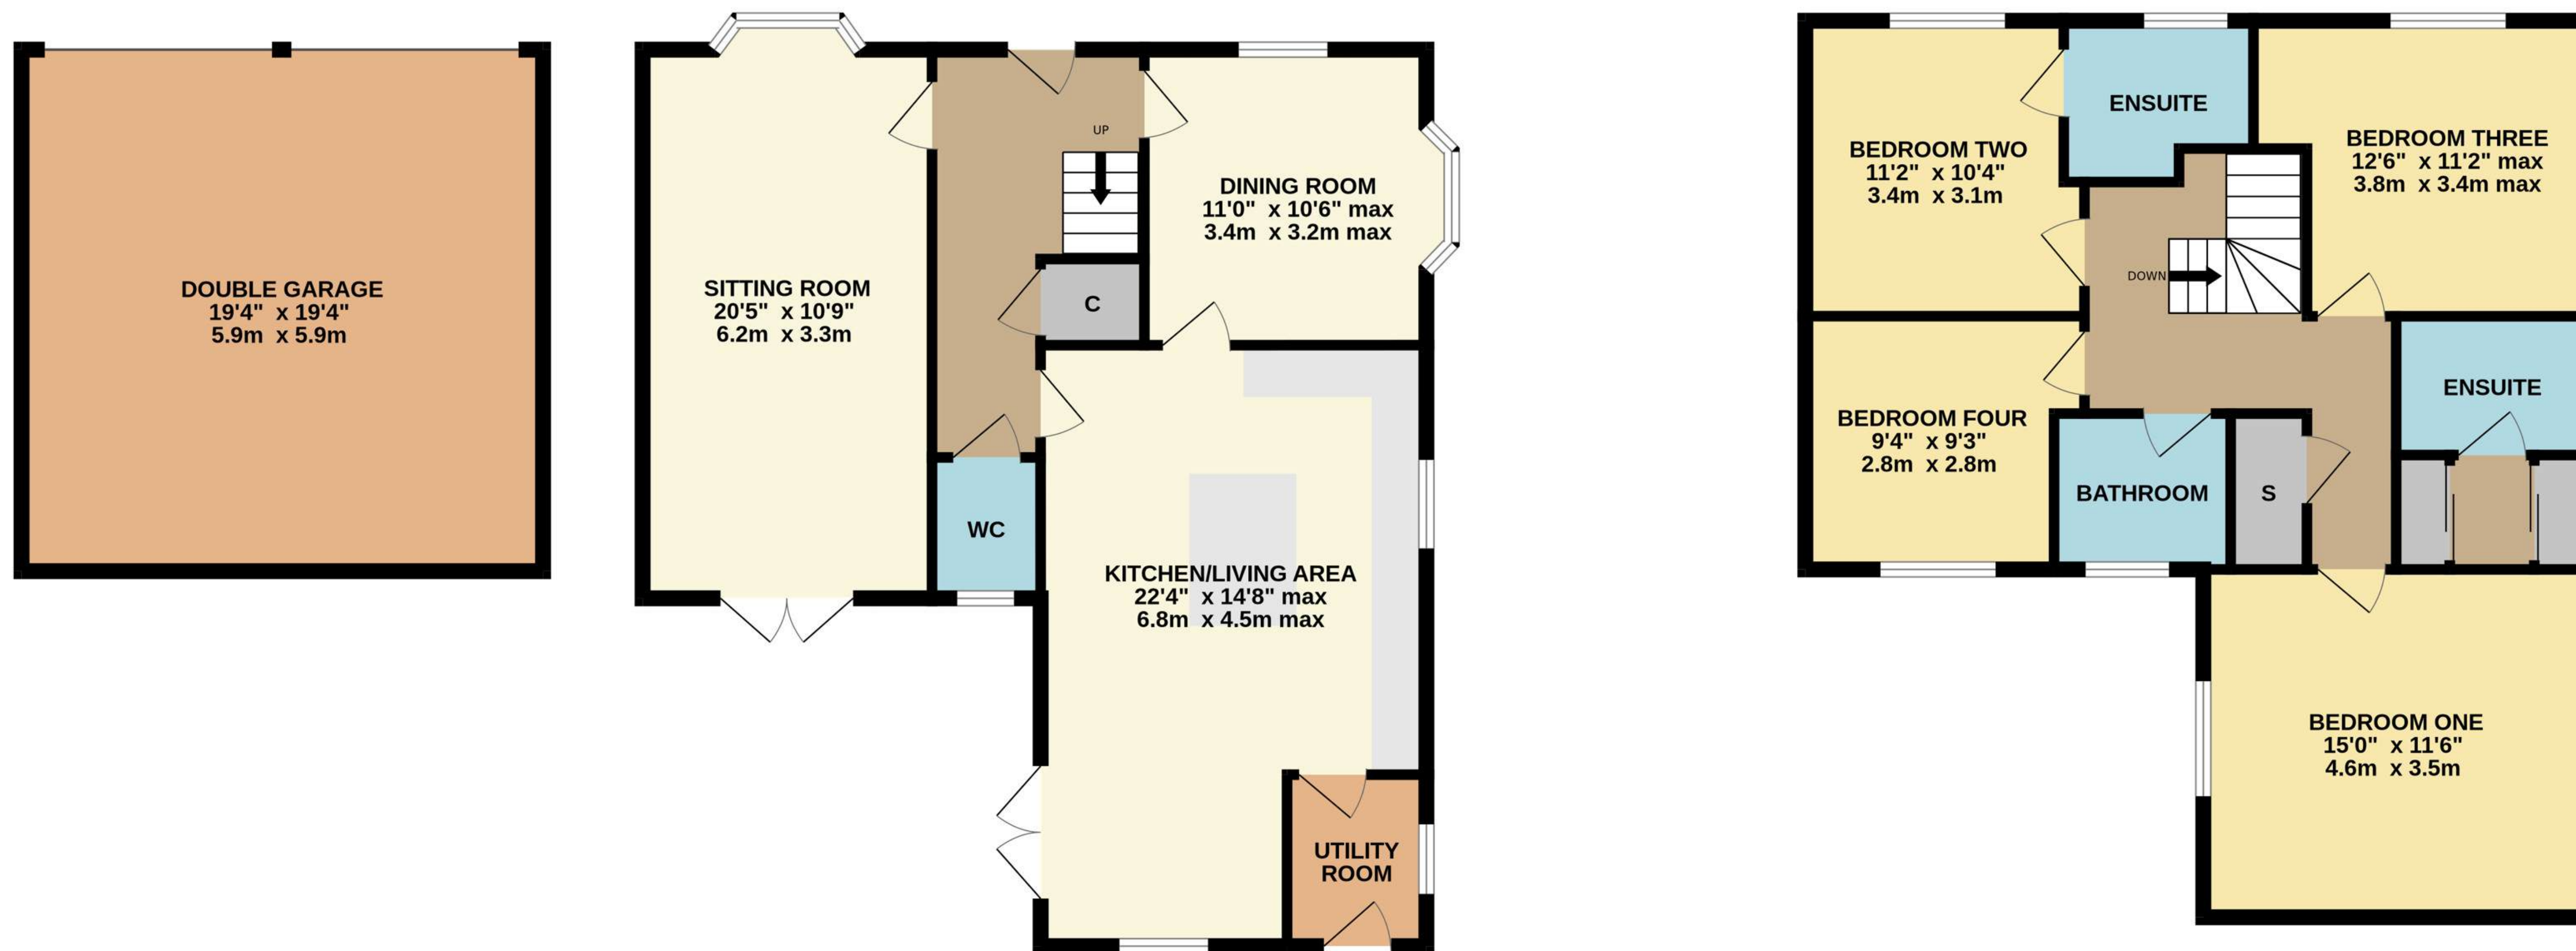 DOUBLE GARAGE
19'4" x 19'4"
5.9m x 5.9m
SITTING ROOM
20'5" x 10'9"
6.2m x 3.3m
UP
C
WC
DINING ROOM
11'0" x 10'6" max
3.4m x 3.2m max
KITCHEN/LIVING AREA
22'4" x 14'8" max
6.8m x 4.5m max
UTILITY
ROOM
BEDROOM TWO
11'2" x 10'4"
3.4m x 3.1m
ENSUITE
BEDROOM THREE
12'6" x 11'2" max
3.8m x 3.4m max
DOWN
BEDROOM FOUR
9'4" x 9'3"
2.8m x 2.8m
BATHROOM
S
ENSUITE
BEDROOM ONE
15'0" x 11'6"
4.6m x 3.5m